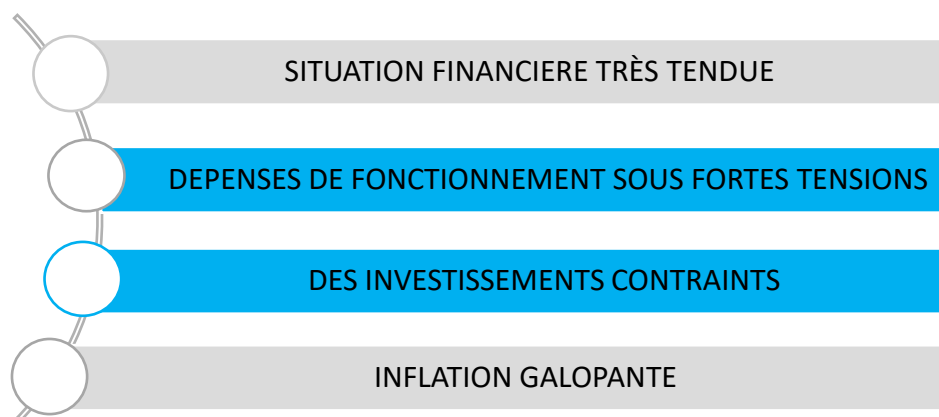 SITUATION FINANCIERE TRÈS TENDUE
DEPENSES DE FONCTIONNEMENT SOUS FORTES TENSIONS
DES INVESTISSEMENTS CONTRAINTS
INFLATION GALOPANTE